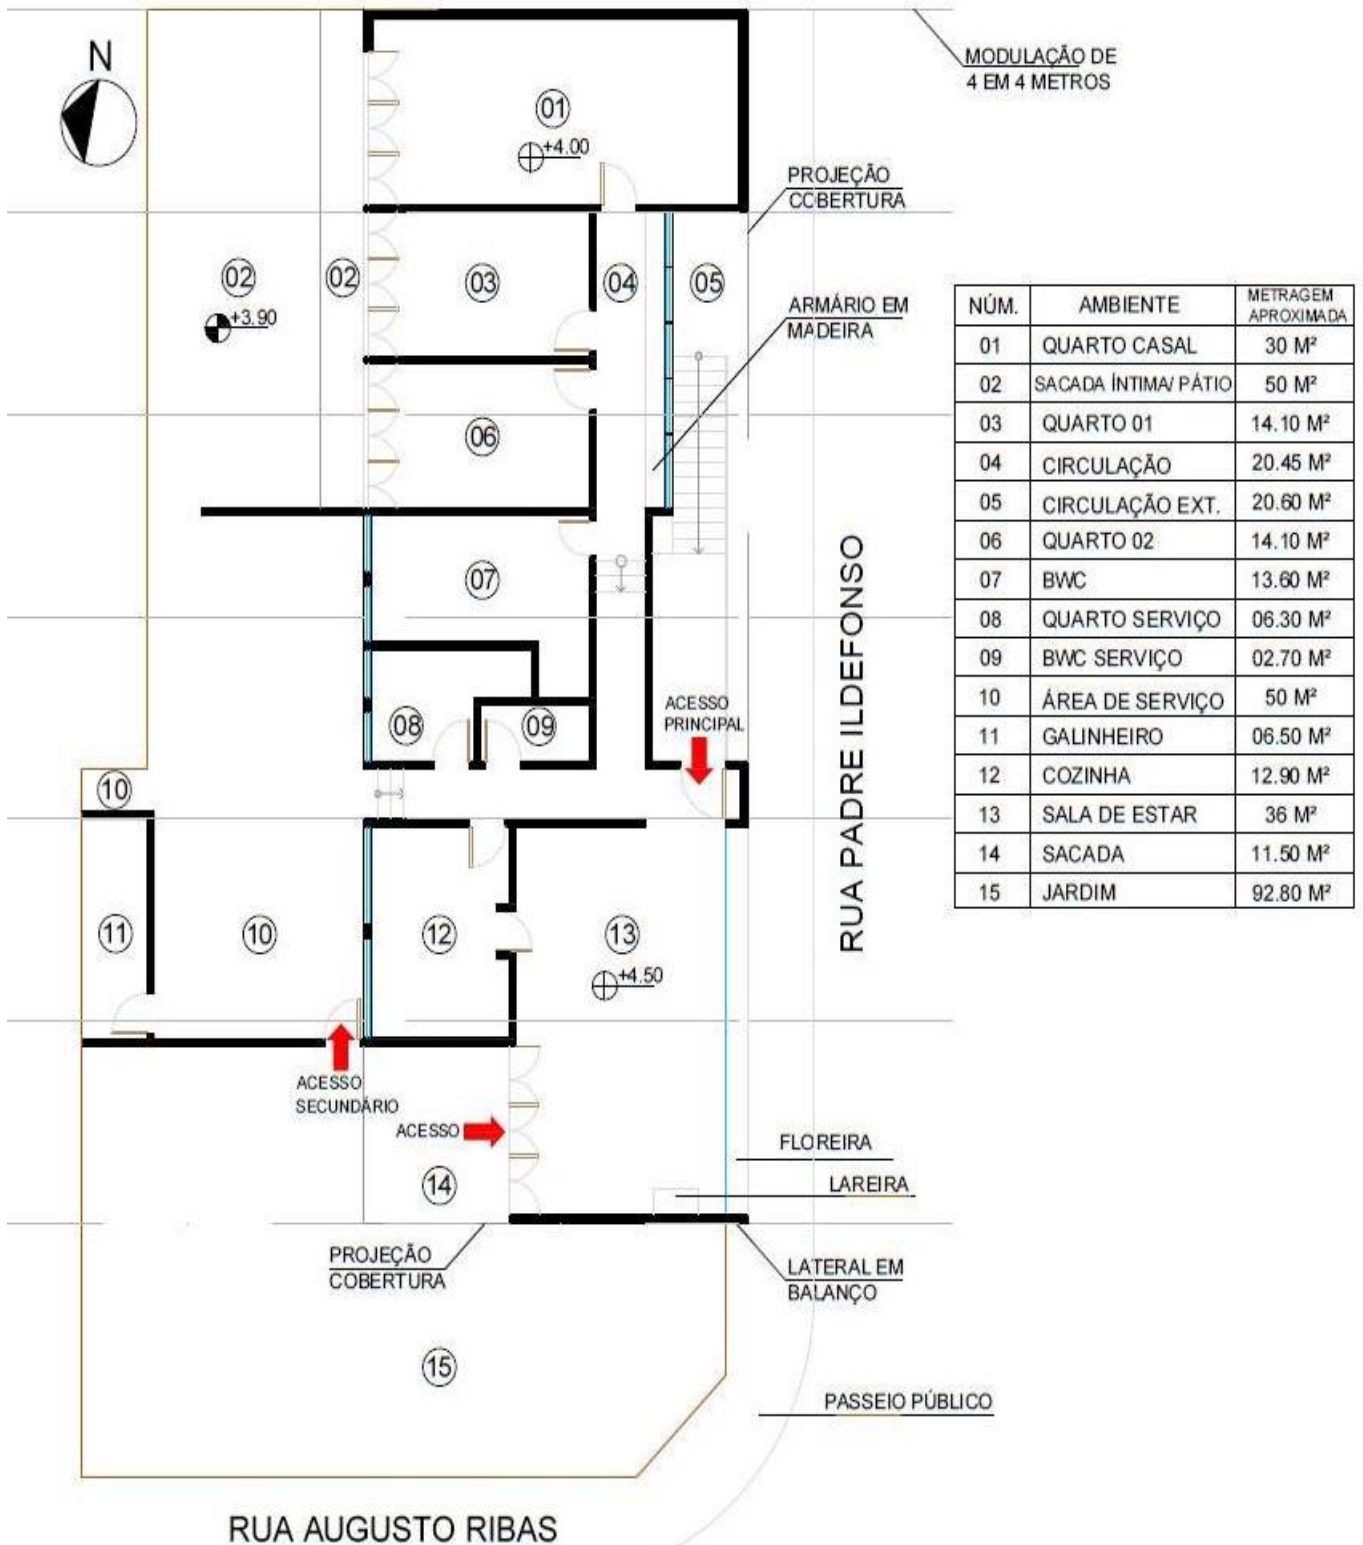 N
MODULAÇÃO DE
4 EM 4 METROS
01
+4.00
PROJEÇÃO
COBERTURA
02
+3.90
02
03
04
05
ARMÁRIO EM
MADEIRA
06
07
RUA PADRE ILDEFONSO
08
09
ACESSO
PRINCIPAL
10
11
10
12
13
+4.50
ACESSO
SECUNDÁRIO
ACESSO
14
FLOREIRA
LAREIRA
PROJEÇÃO
COBERTURA
LATERAL EM
BALANÇO
15
PASSEIO PÚBLICO
RUA AUGUSTO RIBAS
NÚM. AMBIENTE METRAGEM APROXIMADA
01 QUARTO CASAL 30 M²
02 SACADA ÍNTIMA/ PÁTIO 50 M²
03 QUARTO 01 14.10 M²
04 CIRCULAÇÃO 20.45 M²
05 CIRCULAÇÃO EXT. 20.60 M²
06 QUARTO 02 14.10 M²
07 BWC 13.60 M²
08 QUARTO SERVIÇO 06.30 M²
09 BWC SERVIÇO 02.70 M²
10 ÁREA DE SERVIÇO 50 M²
11 GALINHEIRO 06.50 M²
12 COZINHA 12.90 M²
13 SALA DE ESTAR 36 M²
14 SACADA 11.50 M²
15 JARDIM 92.80 M²